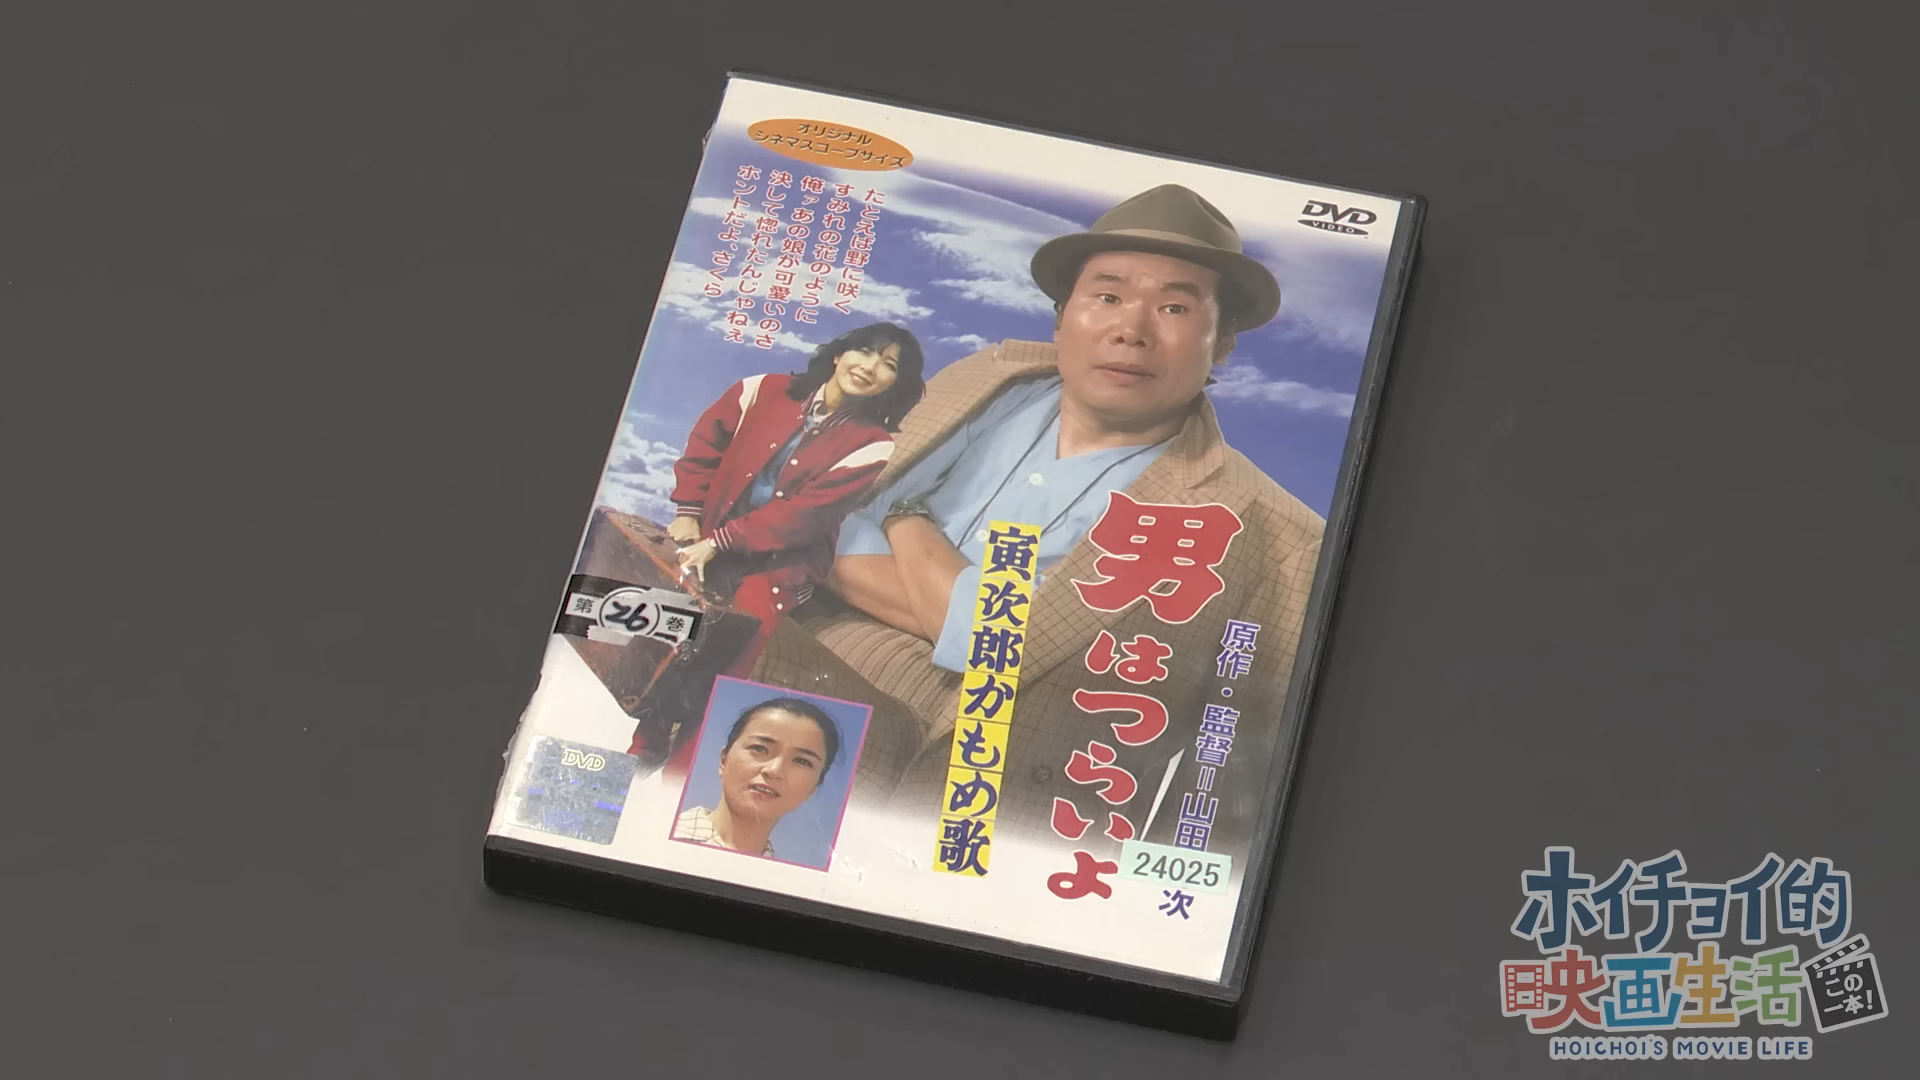 オリジナル
シネマスコープサイズ
DVD
VIDEO
たとえば野に咲く
すみれの花のように
俺ァあの娘が可愛いのさ
決して惚れたんじゃねぇ
ホントだよ、さくら
男はつらいよ
寅次郎かもめ歌
原作・監督=山田
次
24025
第26巻
DVD
ホイチョイ的
映画生活
この
一本!
HOICHOI'S MOVIE LIFE